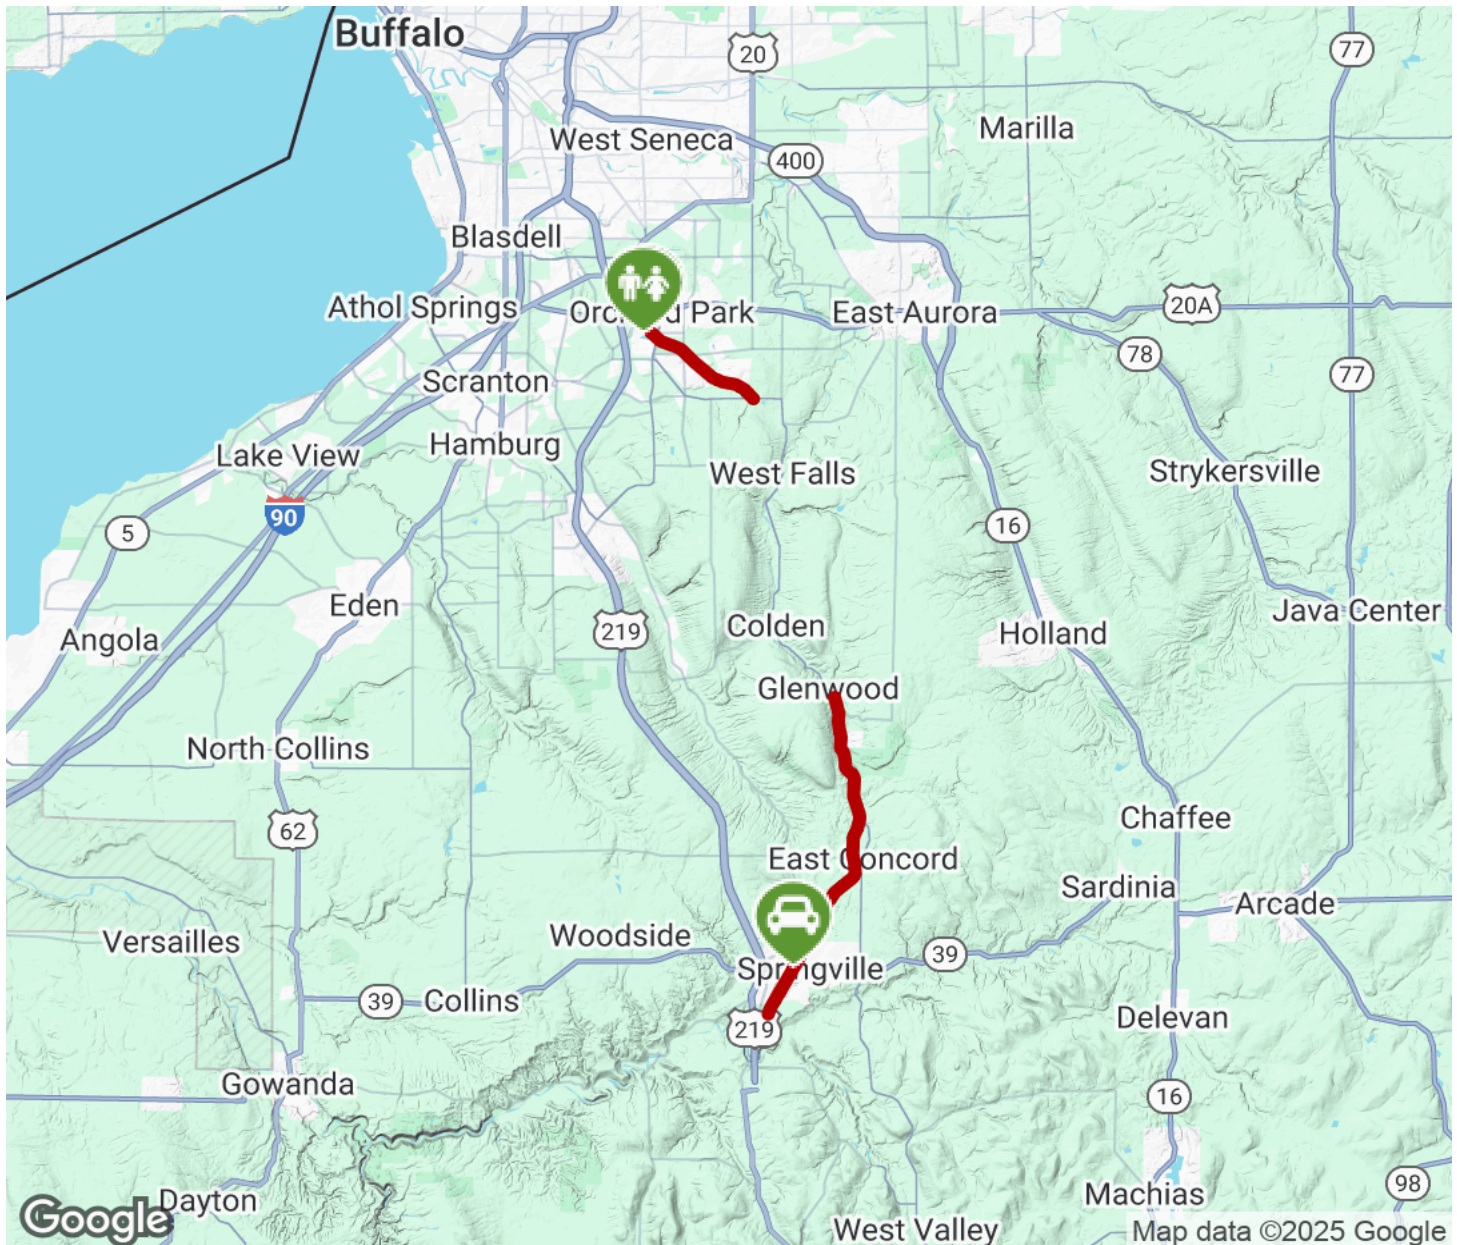 Buffalo
20
77
Marilla
West Seneca
400
Blasdell
Athol Springs
Orchard Park
East Aurora
20A
78
77
Scranton
Hamburg
Lake View
West Falls
Strykersville
90
5
16
Eden
Java Center
Angola
219
Colden
Holland
Glenwood
North Collins
62
Chaffee
East Concord
Sardinia
Arcade
Versailles
Woodside
39
Springville
39
Collins
219
Delevan
Gowanda
16
98
Dayton
Machias
Google
West Valley
Map data ©2025 Google